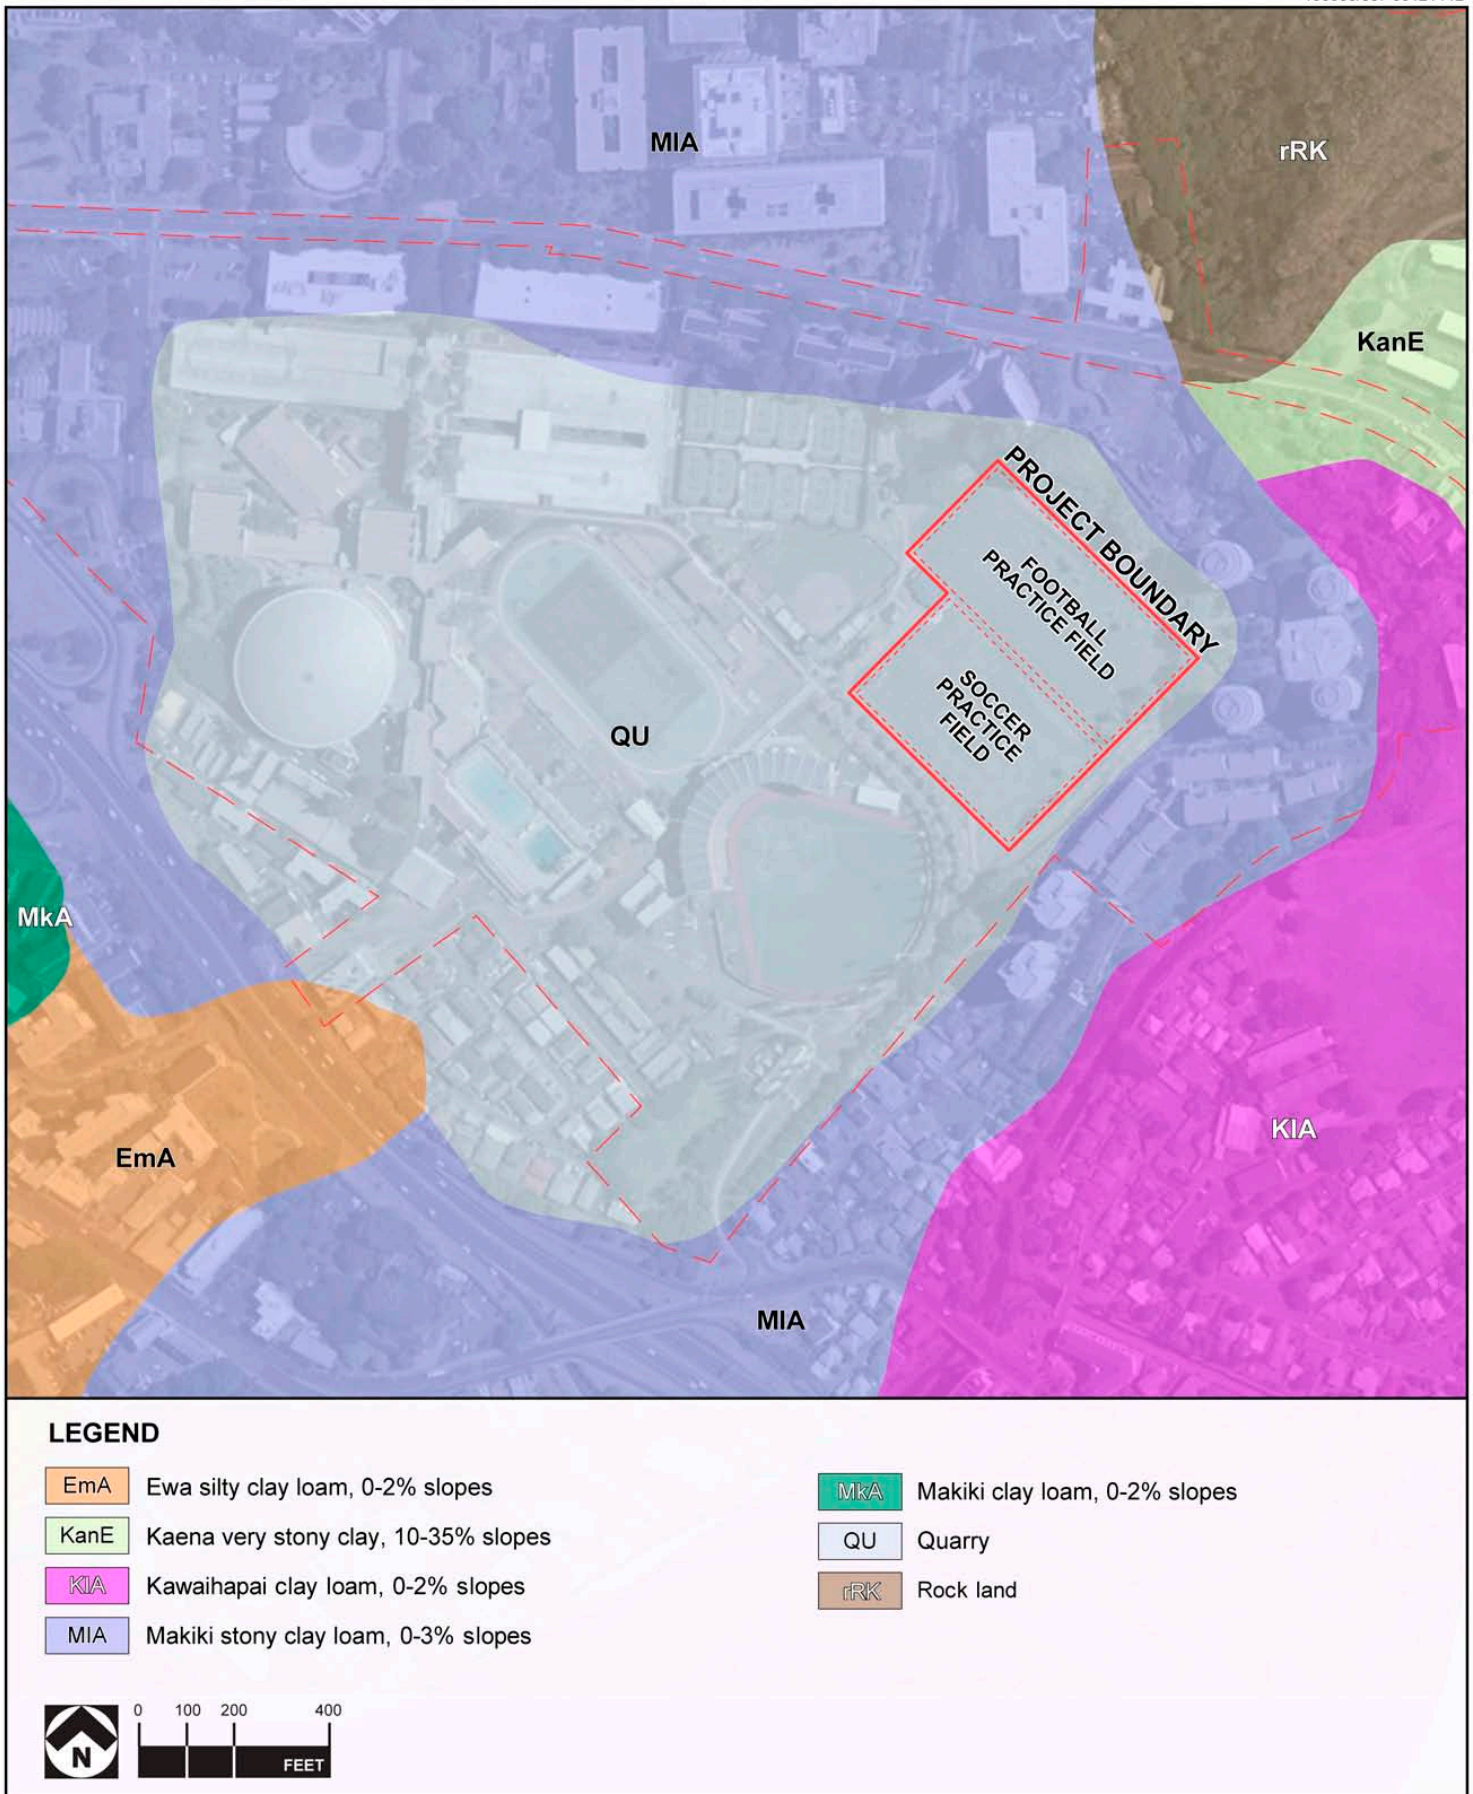 MIA
rRK
KanE
PROJECT BOUNDARY
FOOTBALL
PRACTICE FIELD
SOCCER
PRACTICE
FIELD
QU
MkA
EmA
KIA
MIA
LEGEND
EmA Ewa silty clay loam, 0-2% slopes
KanE Kaena very stony clay, 10-35% slopes
KIA Kawaihapai clay loam, 0-2% slopes
MIA Makiki stony clay loam, 0-3% slopes
MkA Makiki clay loam, 0-2% slopes
QU Quarry
rRK Rock land
N
0 100 200 400
FEET